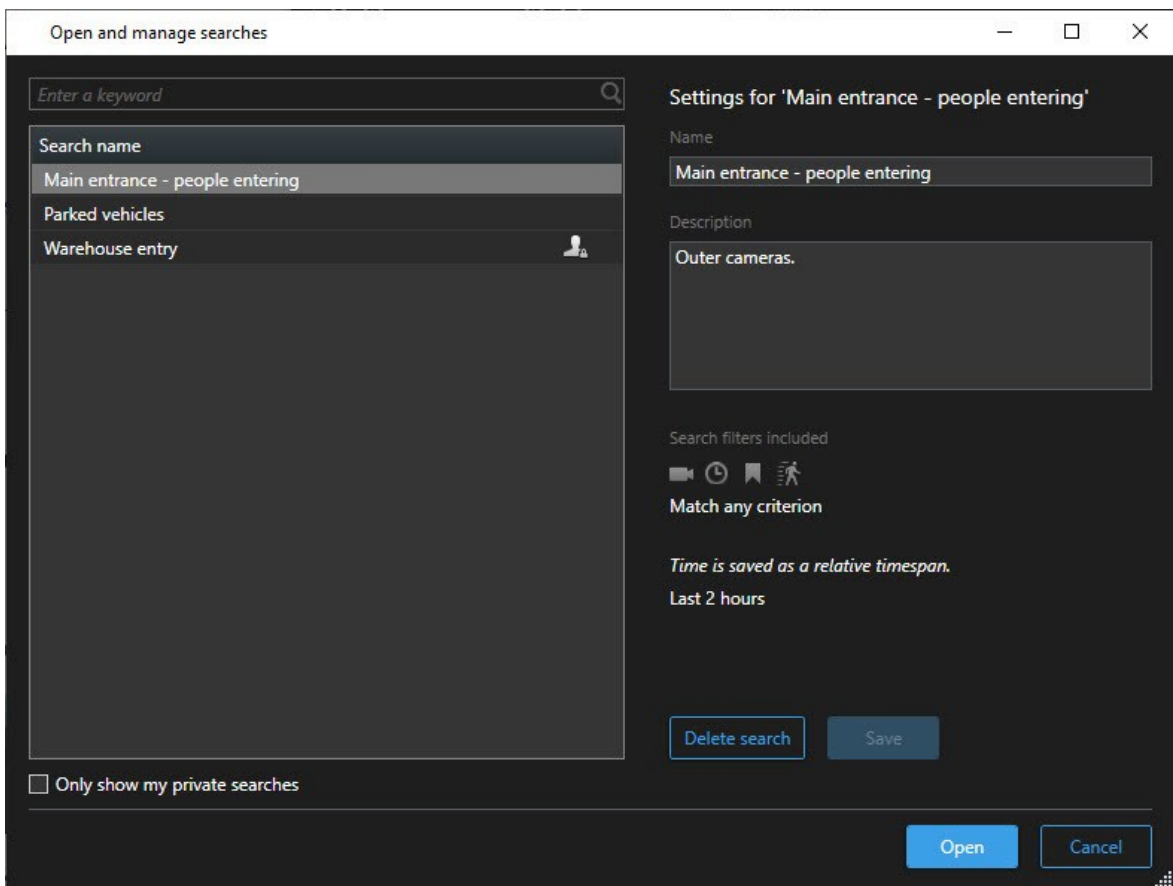 Open and manage searches
Enter a keyword
Search name
Main entrance - people entering
Parked vehicles
Warehouse entry
Only show my private searches
Settings for 'Main entrance - people entering'
Name
Main entrance - people entering
Description
Outer cameras.
Search filters included
Match any criterion
Time is saved as a relative timespan.
Last 2 hours
Delete search
Save
Open
Cancel